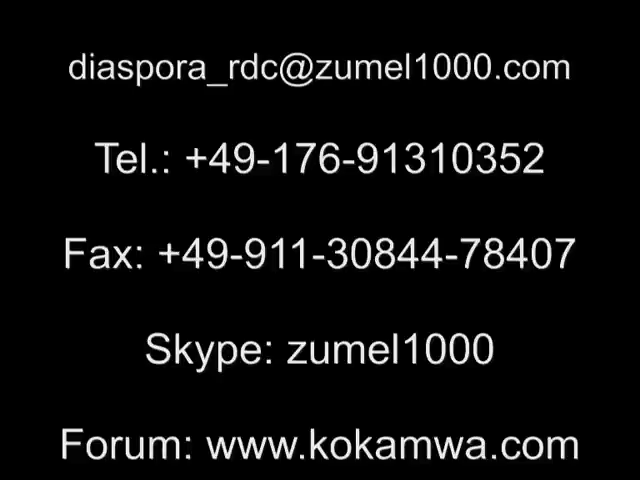 diaspora_rdc@zumel1000.com
Tel.: +49-176-91310352
Fax: +49-911-30844-78407
Skype: zumel1000
Forum: www.kokamwa.com